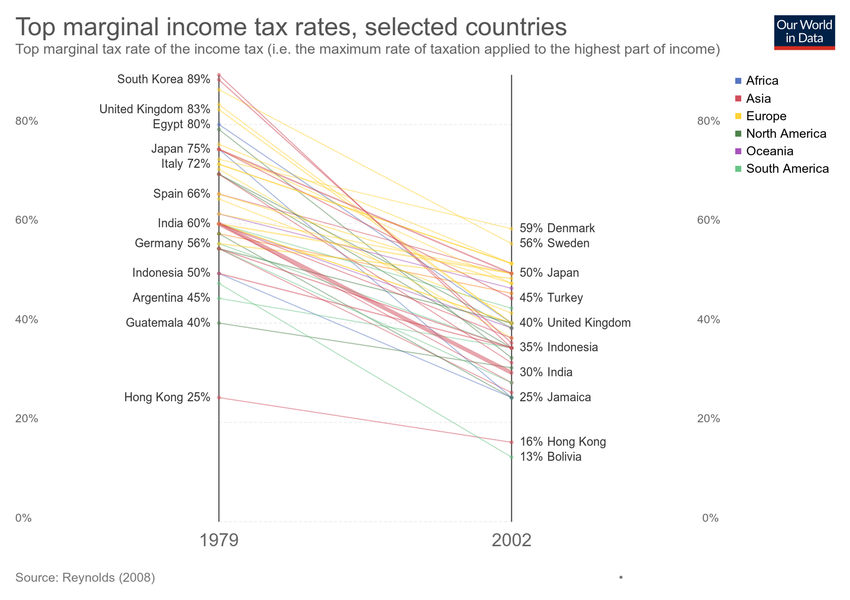 Top marginal income tax rates, selected countries
Top marginal tax rate of the income tax (i.e. the maximum rate of taxation applied to the highest part of income)
Our World
in Data
South Korea 89%
United Kingdom 83%
Egypt 80%
Japan 75%
Italy 72%
Spain 66%
India 60%
Germany 56%
Indonesia 50%
Argentina 45%
Guatemala 40%
Hong Kong 25%
80%
60%
40%
20%
0%
59% Denmark
56% Sweden
50% Japan
45% Turkey
40% United Kingdom
35% Indonesia
30% India
25% Jamaica
16% Hong Kong
13% Bolivia
80%
60%
40%
20%
0%
Africa
Asia
Europe
North America
Oceania
South America
1979
2002
Source: Reynolds (2008)